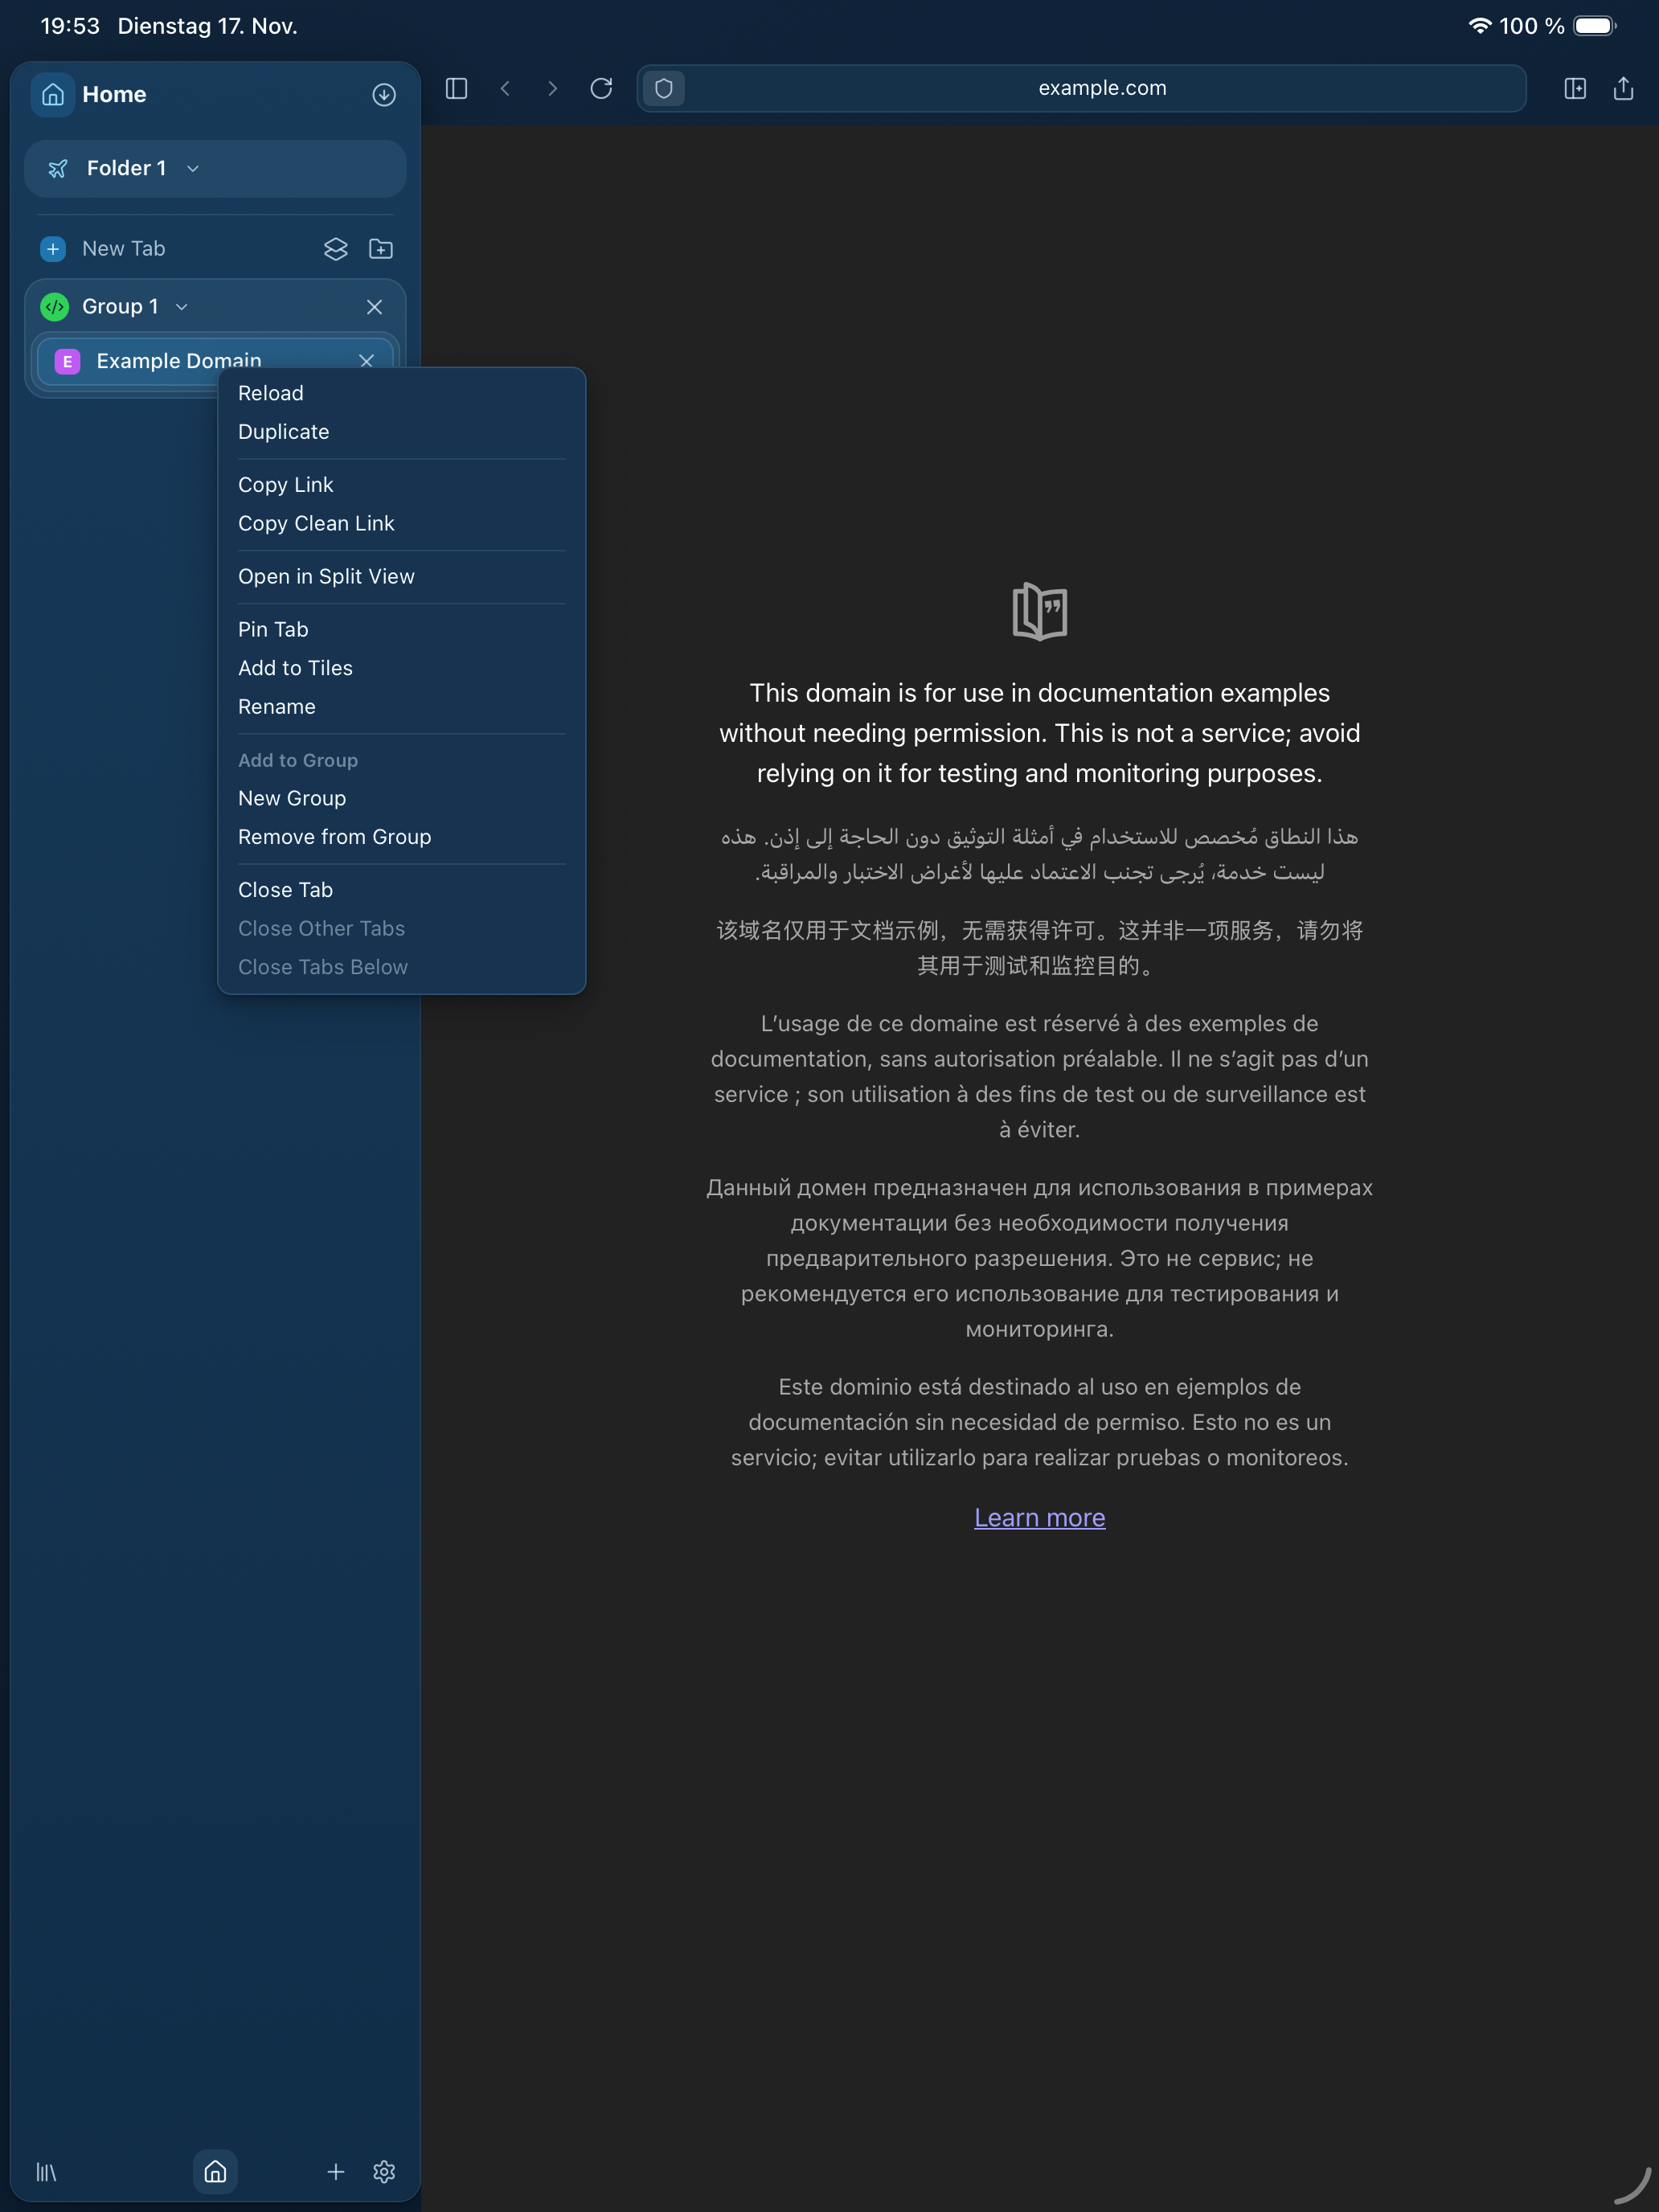 19:53 Dienstag 17. Nov.
100 %
Home
example.com
Folder 1
New Tab
Group 1
E Example Domain
Reload
Duplicate
Copy Link
Copy Clean Link
Open in Split View
Pin Tab
Add to Tiles
Rename
Add to Group
New Group
Remove from Group
Close Tab
Close Other Tabs
Close Tabs Below
This domain is for use in documentation examples
without needing permission. This is not a service; avoid
relying on it for testing and monitoring purposes.
هذا النطاق مُخصص للاستخدام في أمثلة التوثيق دون الحاجة إلى إذن. هذه
ليست خدمة، يُرجى تجنب الاعتماد عليها لأغراض الاختبار والمراقبة.
该域名仅用于文档示例，无需获得许可。这并非一项服务，请勿将
其用于测试和监控目的。
L’usage de ce domaine est réservé à des exemples de
documentation, sans autorisation préalable. Il ne s’agit pas d’un
service ; son utilisation à des fins de test ou de surveillance est
à éviter.
Данный домен предназначен для использования в примерах
документации без необходимости получения
предварительного разрешения. Это не сервис; не
рекомендуется его использование для тестирования и
мониторинга.
Este dominio está destinado al uso en ejemplos de
documentación sin necesidad de permiso. Esto no es un
servicio; evitar utilizarlo para realizar pruebas o monitoreos.
Learn more